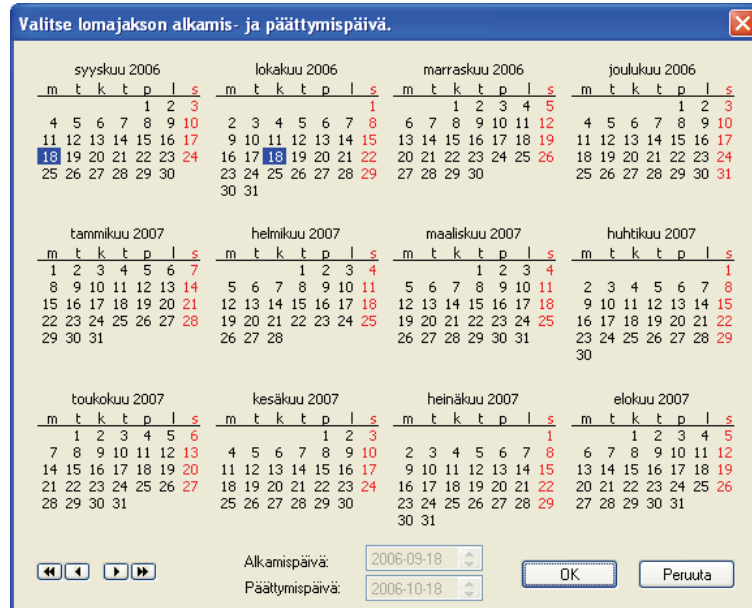 Valitse lomajakson alkamis- ja päättymispäivä.
syyskuu 2006 lokakuu 2006 marraskuu 2006 joulukuu 2006
m t k t p l s m t k t p l s m t k t p l s m t k t p l s
1 2 3 1 1 2 3 4 5 1 2 3
4 5 6 7 8 9 10 2 3 4 5 6 7 8 6 7 8 9 10 11 12 4 5 6 7 8 9 10
11 12 13 14 15 16 17 9 10 11 12 13 14 15 13 14 15 16 17 18 19 11 12 13 14 15 16 17
18 19 20 21 22 23 24 16 17 18 19 20 21 22 20 21 22 23 24 25 26 18 19 20 21 22 23 24
25 26 27 28 29 30 23 24 25 26 27 28 29 27 28 29 30 25 26 27 28 29 30 31
30 31
tammikuu 2007 helmikuu 2007 maaliskuu 2007 huhtikuu 2007
m t k t p l s m t k t p l s m t k t p l s m t k t p l s
1 2 3 4 5 6 7 1 2 3 4 1 2 3 4 1
8 9 10 11 12 13 14 5 6 7 8 9 10 11 5 6 7 8 9 10 11 2 3 4 5 6 7 8
15 16 17 18 19 20 21 12 13 14 15 16 17 18 12 13 14 15 16 17 18 9 10 11 12 13 14 15
22 23 24 25 26 27 28 19 20 21 22 23 24 25 19 20 21 22 23 24 25 16 17 18 19 20 21 22
29 30 31 26 27 28 26 27 28 29 30 31 23 24 25 26 27 28 29
30
toukokuu 2007 kesäkuu 2007 heinäkuu 2007 elokuu 2007
m t k t p l s m t k t p l s m t k t p l s m t k t p l s
1 2 3 4 5 6 1 2 3 1 1 2 3 4 5
7 8 9 10 11 12 13 4 5 6 7 8 9 10 2 3 4 5 6 7 8 6 7 8 9 10 11 12
14 15 16 17 18 19 20 11 12 13 14 15 16 17 9 10 11 12 13 14 15 13 14 15 16 17 18 19
21 22 23 24 25 26 27 18 19 20 21 22 23 24 16 17 18 19 20 21 22 20 21 22 23 24 25 26
28 29 30 31 25 26 27 28 29 30 23 24 25 26 27 28 29 27 28 29 30 31
30 31
Alkamispäivä: 2006-09-18
Päättymispäivä: 2006-10-18
OK Peruuta